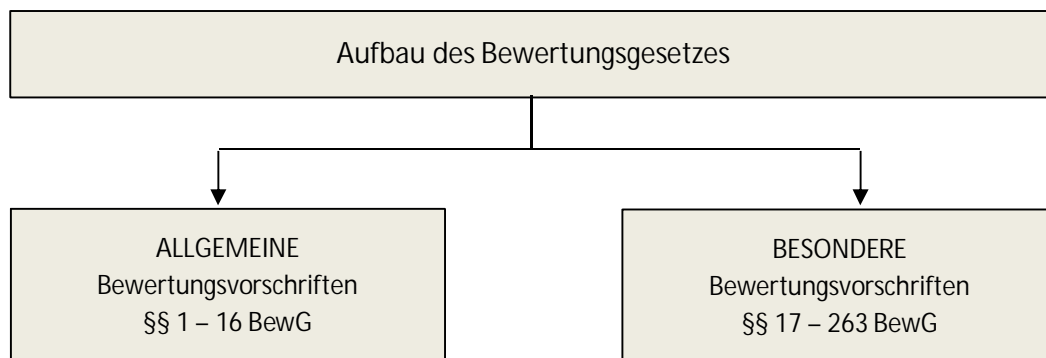 Aufbau des Bewertungsgesetzes
ALLGEMEINE
Bewertungsvorschriften
§§ 1 – 16 BewG
BESONDERE
Bewertungsvorschriften
§§ 17 – 263 BewG